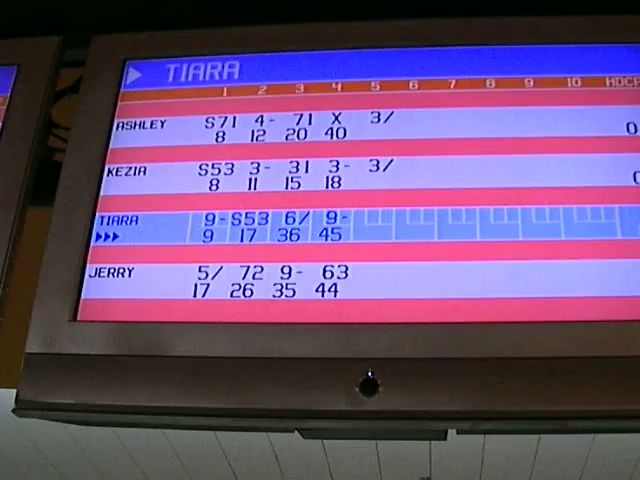 TIARA
1 2 3 4 5 6 7 8 9 10 HDCP
ASHLEY S71 4- 71 X 3/
8 12 20 40 0
KEZIA S53 3- 31 3- 3/
8 11 15 18
TIARA 9- S53 6/ 9-
9 17 36 45
JERRY 5/ 72 9- 63
17 26 35 44